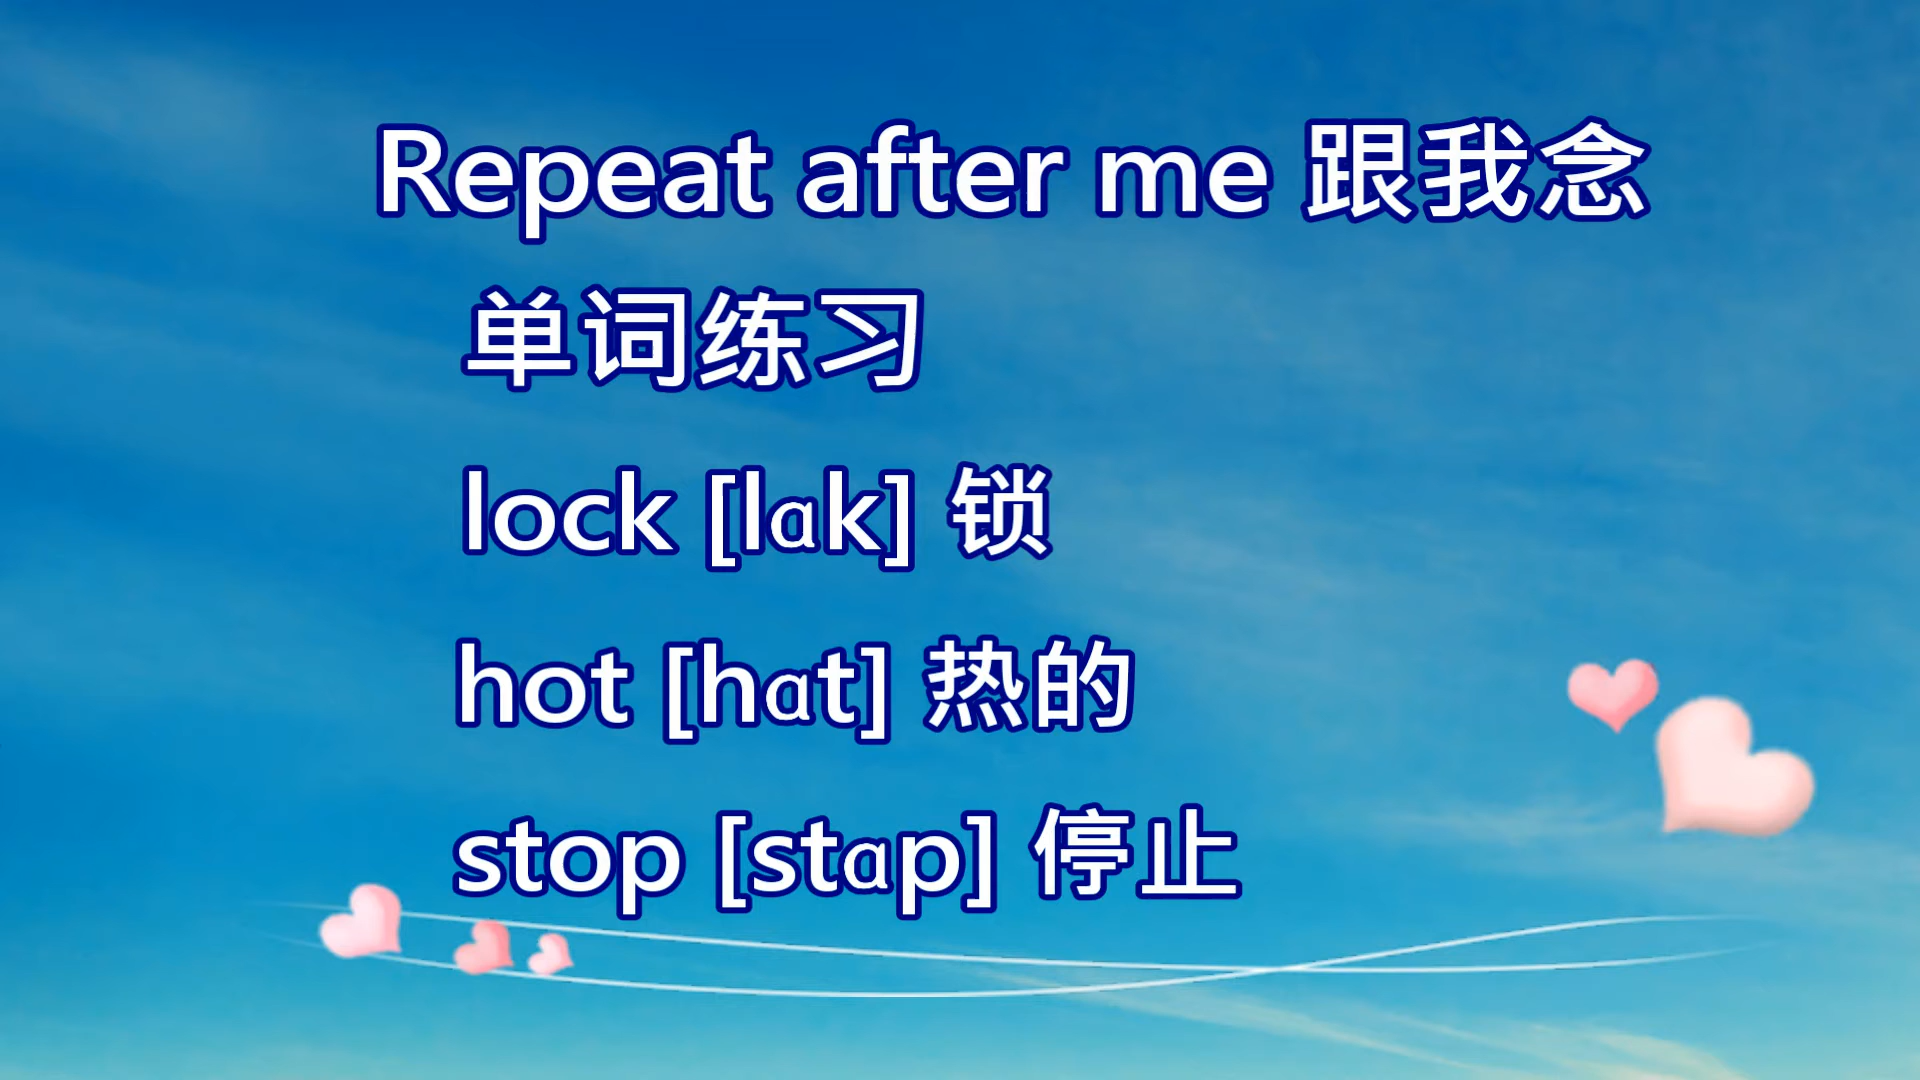 Repeat after me 跟我念
单词练习
lock [lɑk] 锁
hot [hɑt] 热的
stop [stɑp] 停止